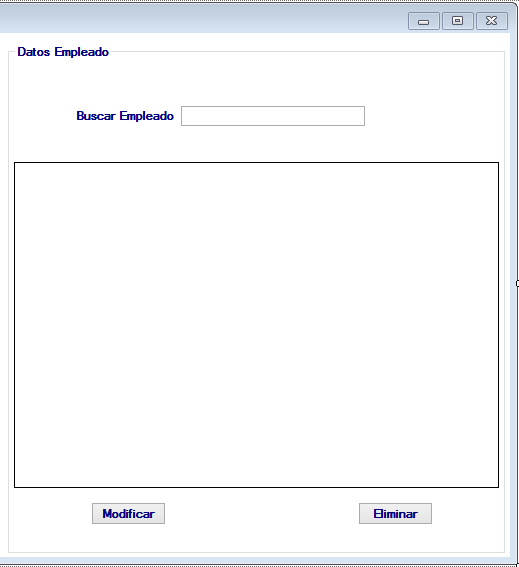 Datos Empleado
Buscar Empleado
Modificar
Eliminar